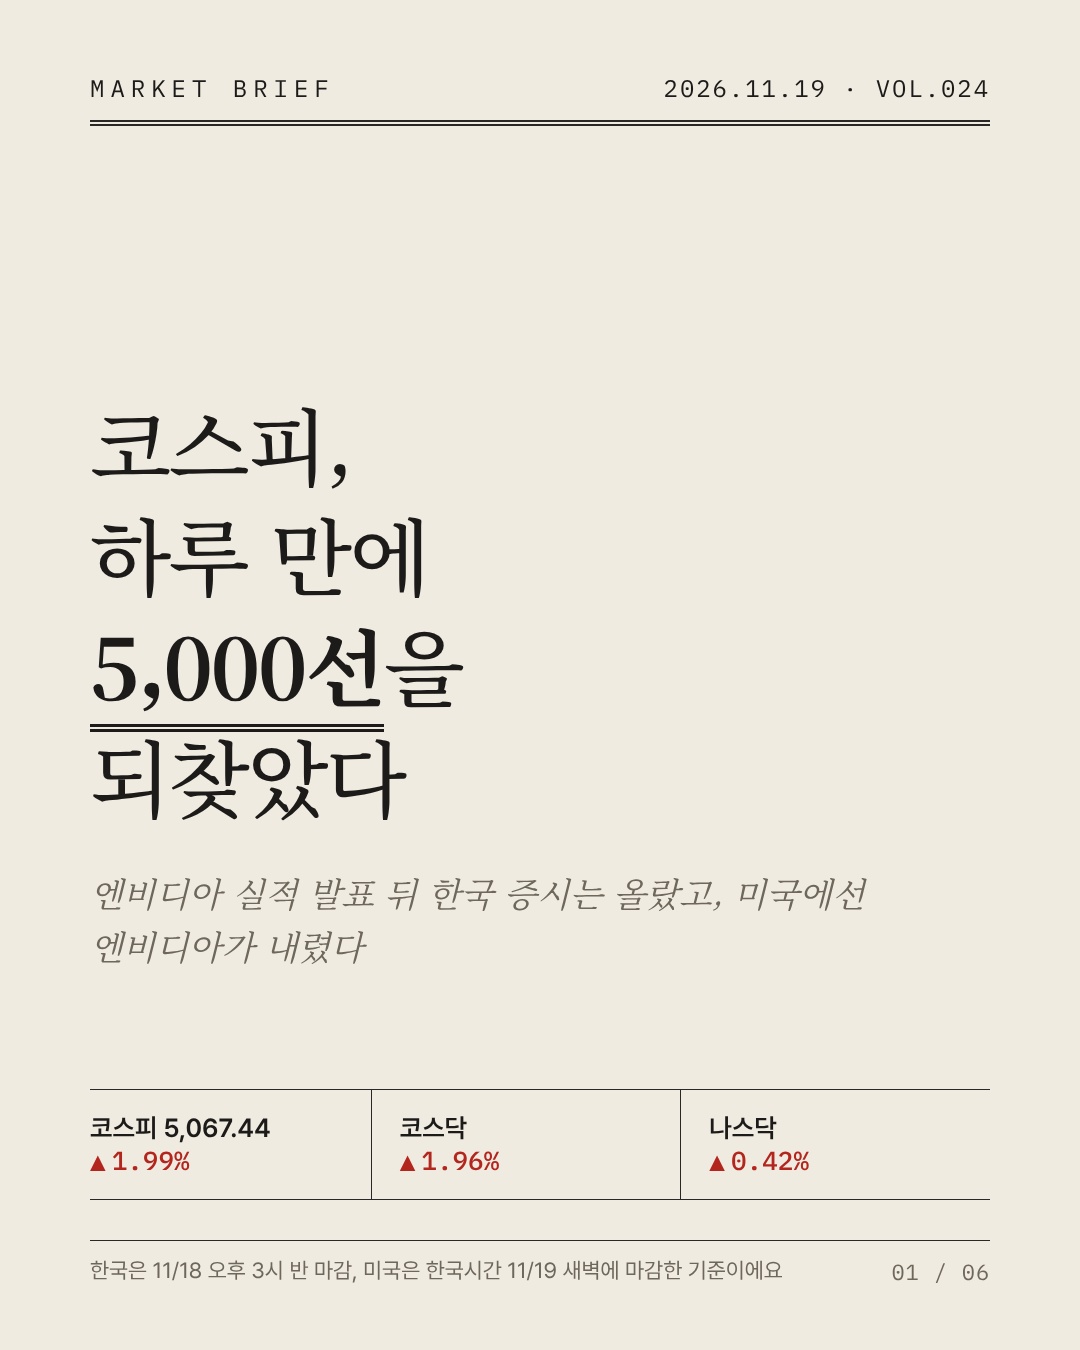 MARKET BRIEF
2026.11.19 · VOL.024
코스피,
하루 만에
5,000선을
되찾았다
엔비디아 실적 발표 뒤 한국 증시는 올랐고, 미국에선
엔비디아가 내렸다
코스피 5,067.44
▲1.99%
코스닥
▲1.96%
나스닥
▲0.42%
한국은 11/18 오후 3시 반 마감, 미국은 한국시간 11/19 새벽에 마감한 기준이에요
01 / 06